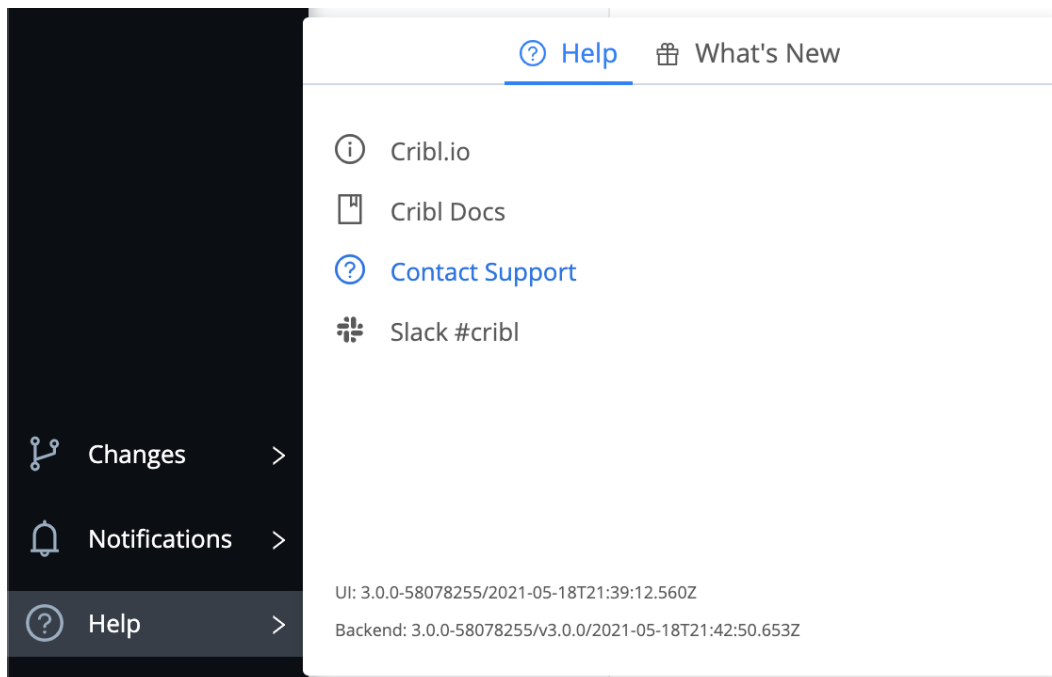 Help What's New
Cribl.io
Cribl Docs
Contact Support
Slack #cribl
Changes
Notifications
Help
UI: 3.0.0-58078255/2021-05-18T21:39:12.560Z
Backend: 3.0.0-58078255/v3.0.0/2021-05-18T21:42:50.653Z